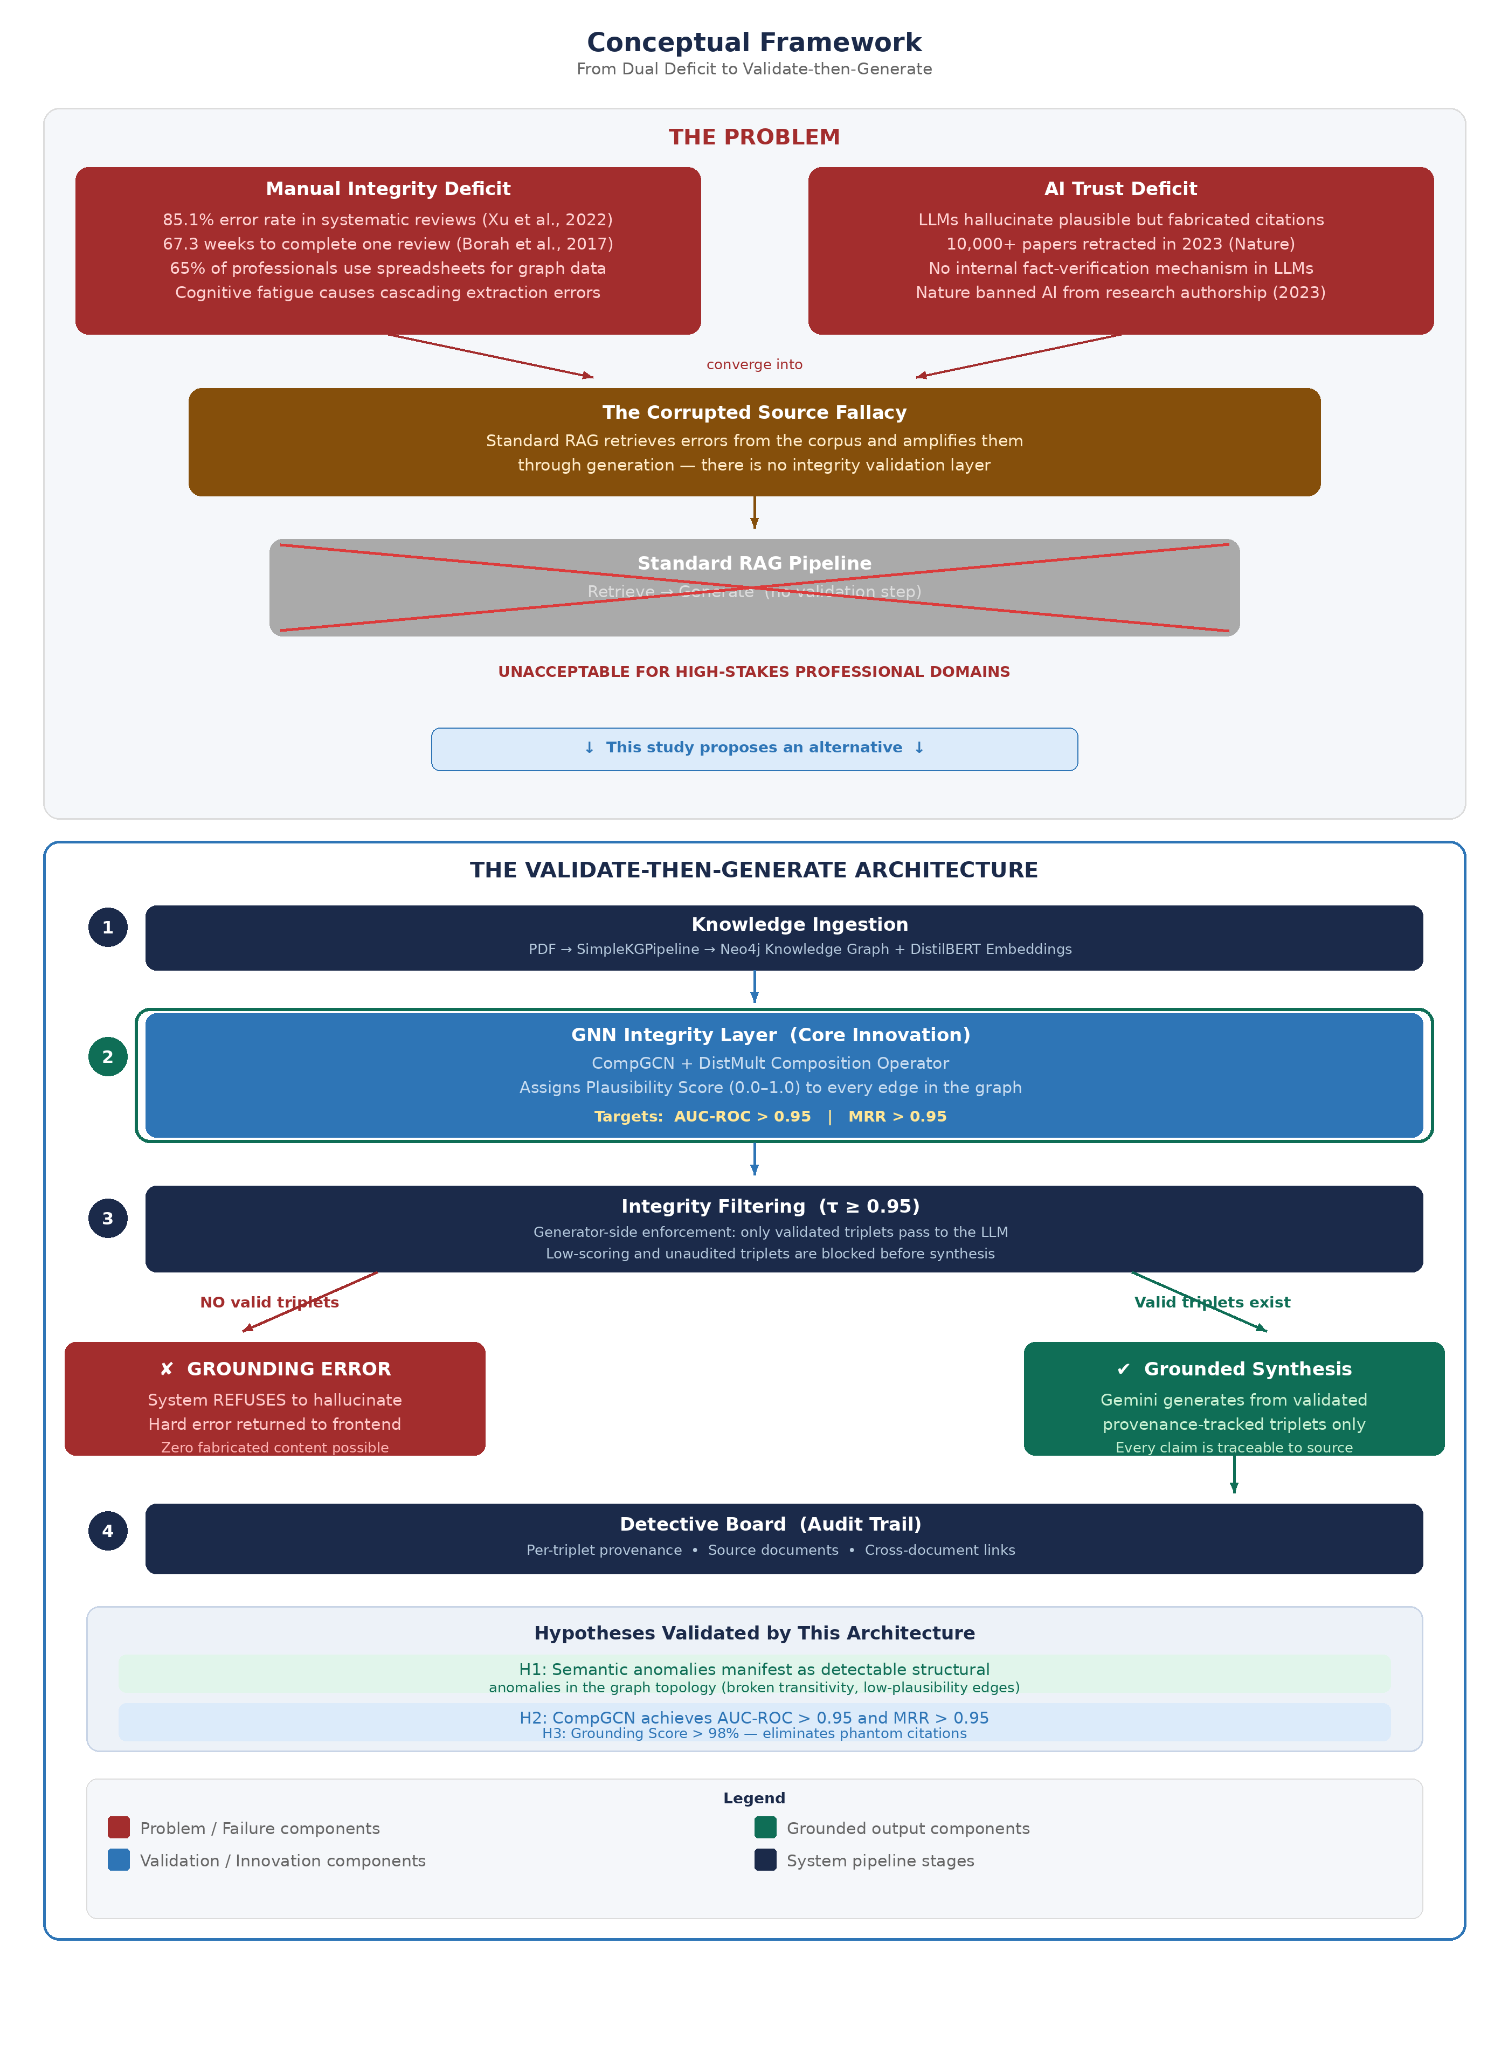 Conceptual Framework
From Dual Deficit to Validate-then-Generate
THE PROBLEM
Manual Integrity Deficit
85.1% error rate in systematic reviews (Xu et al., 2022)
67.3 weeks to complete one review (Borah et al., 2017)
65% of professionals use spreadsheets for graph data
Cognitive fatigue causes cascading extraction errors
AI Trust Deficit
LLMs hallucinate plausible but fabricated citations
10,000+ papers retracted in 2023 (Nature)
No internal fact-verification mechanism in LLMs
Nature banned AI from research authorship (2023)
converge into
The Corrupted Source Fallacy
Standard RAG retrieves errors from the corpus and amplifies them
through generation — there is no integrity validation layer
Standard RAG Pipeline
Retrieve → Generate (no validation step)
UNACCEPTABLE FOR HIGH-STAKES PROFESSIONAL DOMAINS
↓ This study proposes an alternative ↓
THE VALIDATE-THEN-GENERATE ARCHITECTURE
1
Knowledge Ingestion
PDF → SimpleKGPipeline → Neo4j Knowledge Graph + DistilBERT Embeddings
2
GNN Integrity Layer (Core Innovation)
CompGCN + DistMult Composition Operator
Assigns Plausibility Score (0.0–1.0) to every edge in the graph
Targets: AUC-ROC > 0.95 | MRR > 0.95
3
Integrity Filtering (τ ≥ 0.95)
Generator-side enforcement: only validated triplets pass to the LLM
Low-scoring and unaudited triplets are blocked before synthesis
NO valid triplets
Valid triplets exist
✘ GROUNDING ERROR
System REFUSES to hallucinate
Hard error returned to frontend
Zero fabricated content possible
✔ Grounded Synthesis
Gemini generates from validated
provenance-tracked triplets only
Every claim is traceable to source
4
Detective Board (Audit Trail)
Per-triplet provenance • Source documents • Cross-document links
Hypotheses Validated by This Architecture
H1: Semantic anomalies manifest as detectable structural
anomalies in the graph topology (broken transitivity, low-plausibility edges)
H2: CompGCN achieves AUC-ROC > 0.95 and MRR > 0.95
H3: Grounding Score > 98% — eliminates phantom citations
Legend
Problem / Failure components
Grounded output components
Validation / Innovation components
System pipeline stages